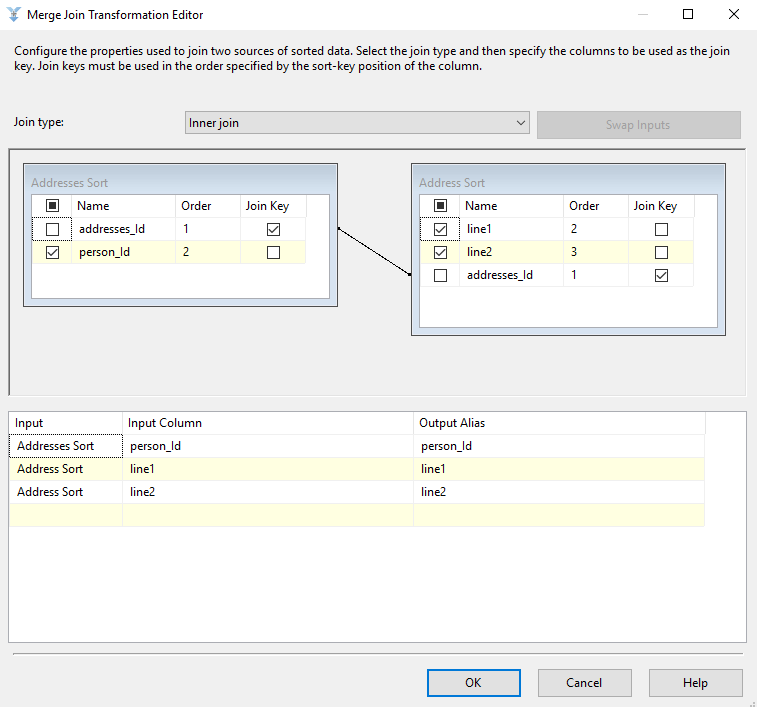 Merge Join Transformation Editor
Configure the properties used to join two sources of sorted data. Select the join type and then specify the columns to be used as the join
key. Join keys must be used in the order specified by the sort-key position of the column.
Join type:
Inner join
Swap Inputs
Addresses Sort
Name Order Join Key
addresses_Id 1
person_Id 2
Address Sort
Name Order Join Key
line1 2
line2 3
addresses_Id 1
Input Input Column Output Alias
Addresses Sort person_Id person_Id
Address Sort line1 line1
Address Sort line2 line2
OK Cancel Help